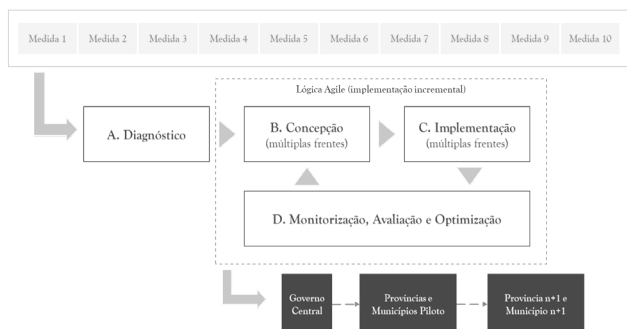 Medida 1 Medida 2 Medida 3 Medida 4 Medida 5 Medida 6 Medida 7 Medida 8 Medida 9 Medida 10
Lógica Agile (implementação incremental)
A. Diagnóstico
B. Concepção
(múltiplas frentes)
C. Implementação
(múltiplas frentes)
D. Monitorização, Avaliação e Optimização
Governo
Central
Províncias e
Municípios Piloto
Província n+1 e
Município n+1